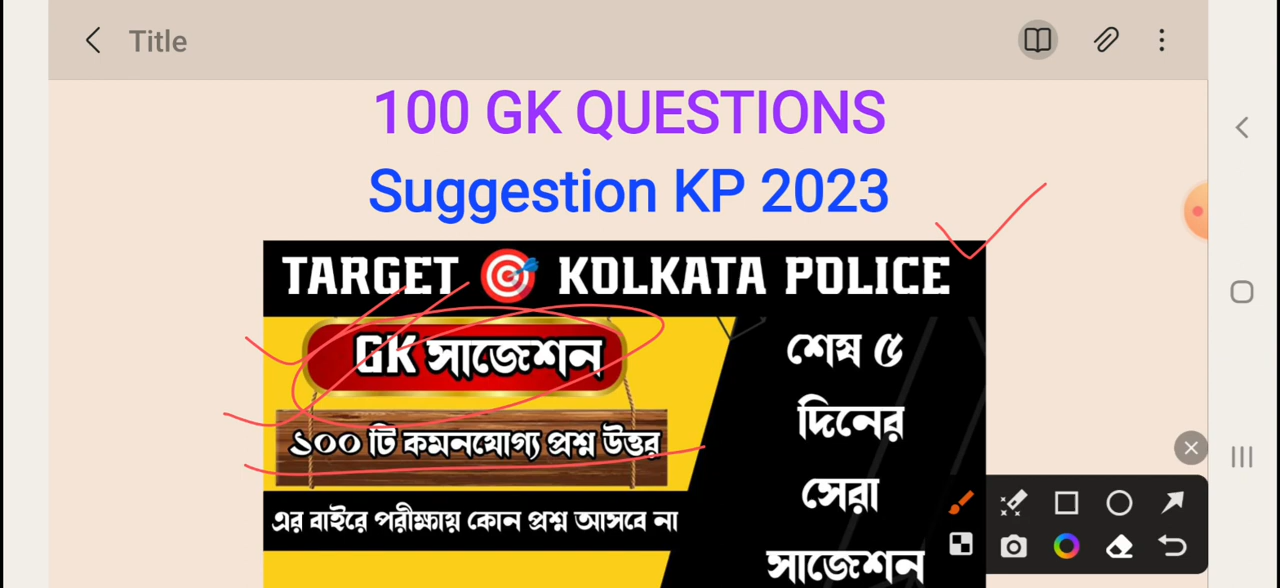 Title
100 GK QUESTIONS
Suggestion KP 2023
TARGET KOLKATA POLICE
GK সাজেশন
১০০ টি কমনযোগ্য প্রশ্ন উত্তর
এর বাইরে পরীক্ষায় কোন প্রশ্ন আসবে না
শেষ ৫
দিনের
সেরা
সাজেশন